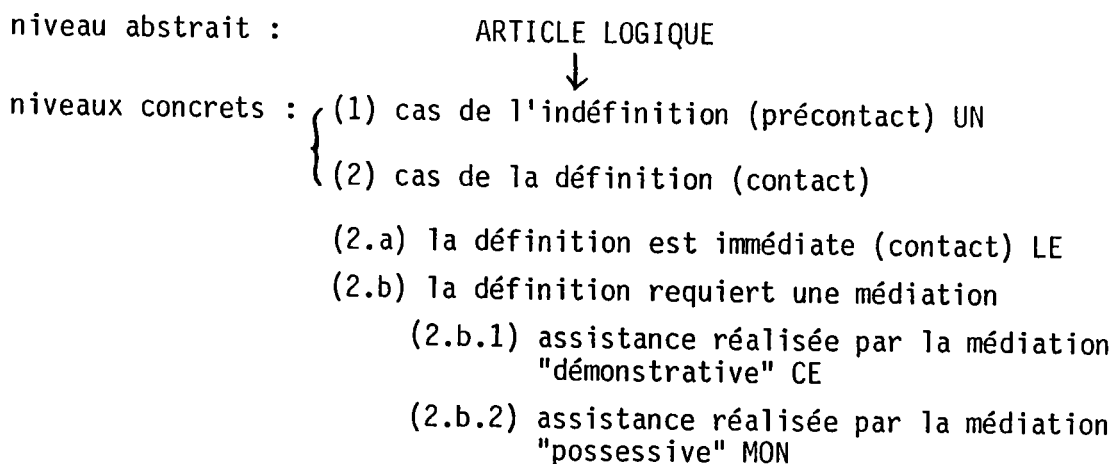 niveau abstrait : ARTICLE LOGIQUE
↓
niveaux concrets : { (1) cas de l'indéfinition (précontact) UN
(2) cas de la définition (contact)
(2.a) la définition est immédiate (contact) LE
(2.b) la définition requiert une médiation
(2.b.1) assistance réalisée par la médiation
"démonstrative" CE
(2.b.2) assistance réalisée par la médiation
"possessive" MON